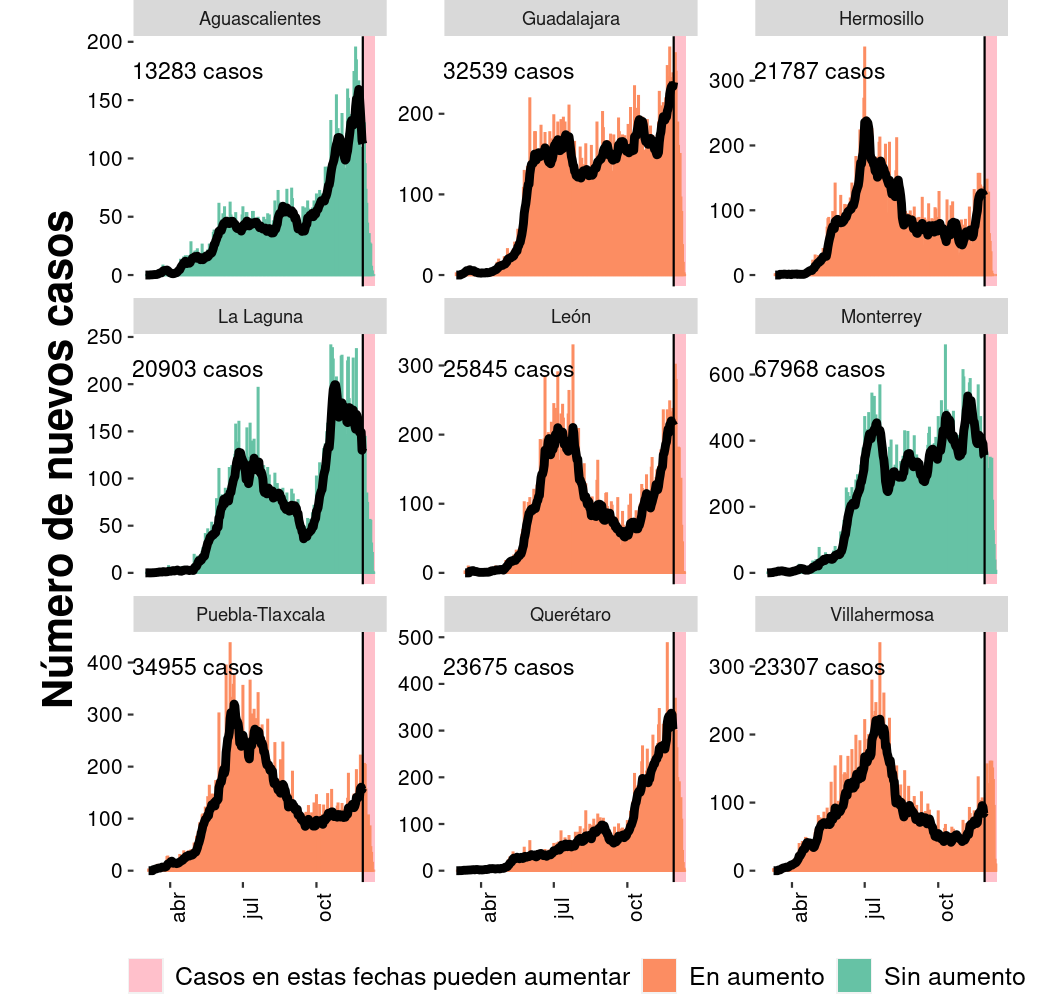 Número de nuevos casos
Aguascalientes
Guadalajara
Hermosillo
200
150
100
50
0
13283 casos
200
100
0
32539 casos
300
200
100
0
21787 casos
La Laguna
León
Monterrey
250
200
150
100
50
0
20903 casos
300
200
100
0
25845 casos
600
400
200
0
67968 casos
Puebla-Tlaxcala
Querétaro
Villahermosa
400
300
200
100
0
34955 casos
500
400
300
200
100
0
23675 casos
300
200
100
0
23307 casos
abr
jul
oct
abr
jul
oct
abr
jul
oct
Casos en estas fechas pueden aumentar
En aumento
Sin aumento